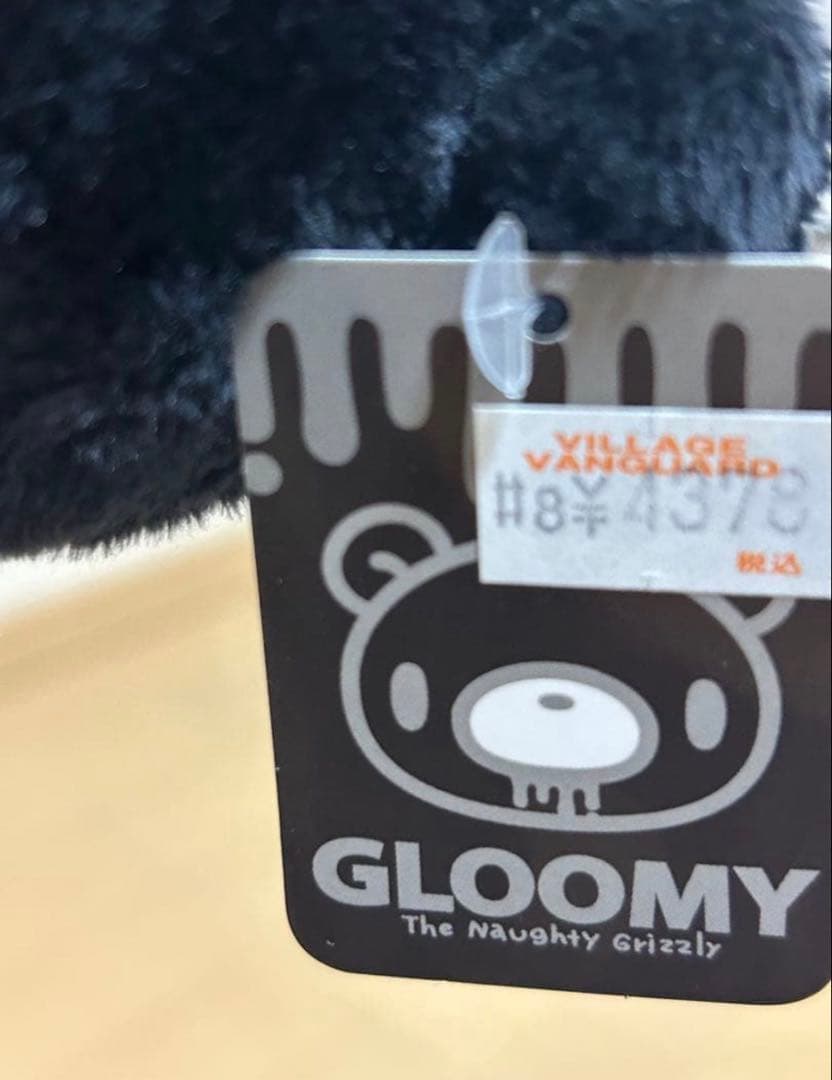 VILLAGE
VANGUARD
#8¥4378
税込
GLOOMY
The Naughty Grizzly